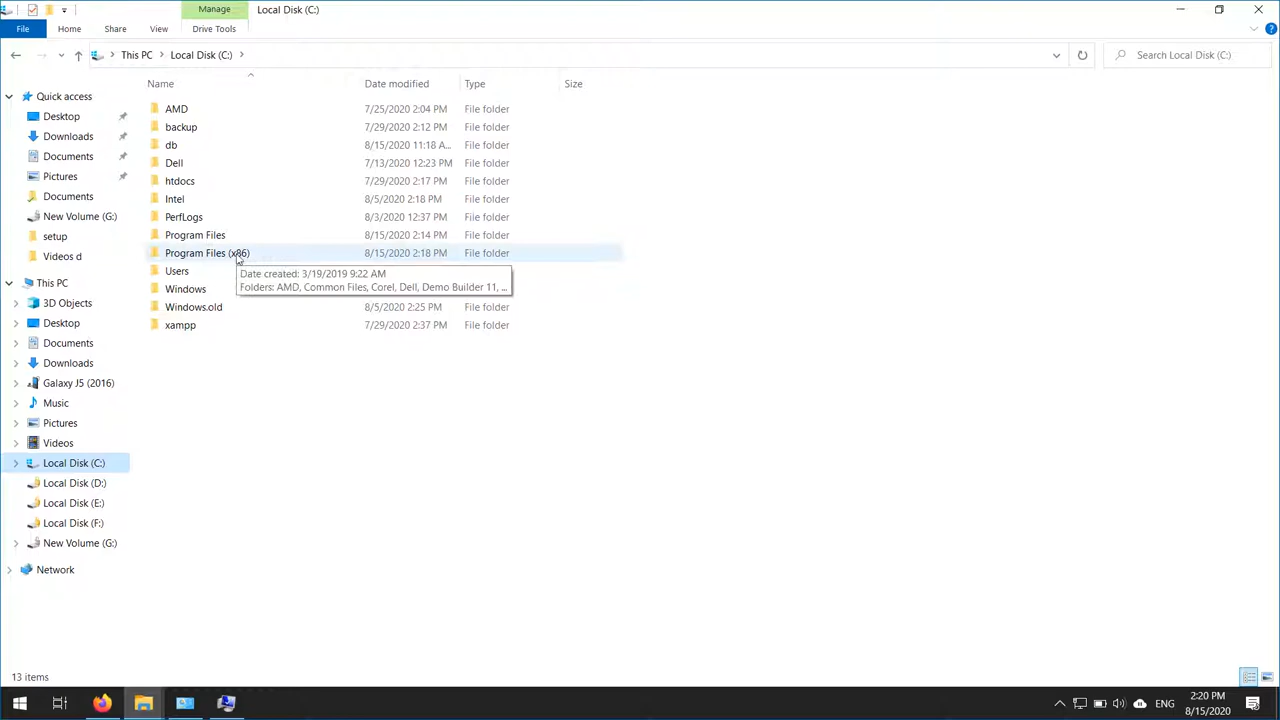 Manage
Local Disk (C:)
File
Home
Share
View
Drive Tools
This PC
Local Disk (C:)
Search Local Disk (C:)
Name
Date modified
Type
Size
Quick access
Desktop
Downloads
Documents
Pictures
Documents
New Volume (G:)
setup
Videos d
This PC
3D Objects
Desktop
Documents
Downloads
Galaxy J5 (2016)
Music
Pictures
Videos
Local Disk (C:)
Local Disk (D:)
Local Disk (E:)
Local Disk (F:)
New Volume (G:)
Network
AMD 7/25/2020 2:04 PM File folder
backup 7/29/2020 2:12 PM File folder
db 8/15/2020 11:18 A... File folder
Dell 7/13/2020 12:23 PM File folder
htdocs 7/29/2020 2:17 PM File folder
Intel 8/5/2020 2:18 PM File folder
PerfLogs 8/3/2020 12:37 PM File folder
Program Files 8/15/2020 2:14 PM File folder
Program Files (x86) 8/15/2020 2:18 PM File folder
Users
Windows
Date created: 3/19/2019 9:22 AM
Folders: AMD, Common Files, Corel, Dell, Demo Builder 11, ...
Windows.old 8/5/2020 2:25 PM File folder
xampp 7/29/2020 2:37 PM File folder
13 items
ENG
2:20 PM
8/15/2020